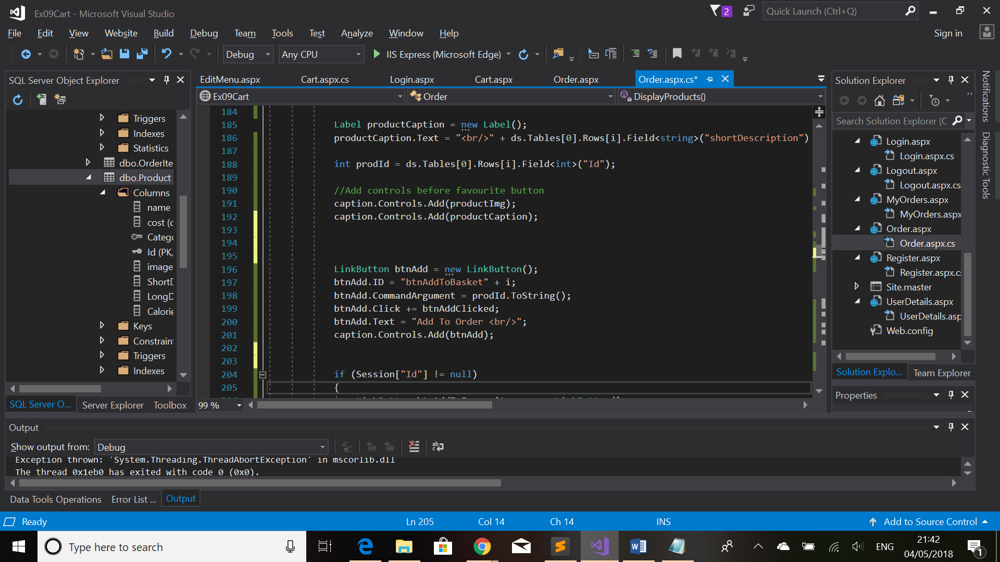 Ex09Cart - Microsoft Visual Studio
2
Quick Launch (Ctrl+Q)
File Edit View Website Build Debug Team Tools Test Analyze Window Help
Sign in
Debug Any CPU IIS Express (Microsoft Edge)
SQL Server Object Explorer
Triggers
Indexes
Statistics
dbo.OrderIte
dbo.Product
Columns
name
cost (c
Catego
Id (PK,
image
ShortD
LongD
Calorie
Keys
Constrain
Triggers
Indexes
SQL Server O... Server Explorer Toolbox
EditMenu.aspx Cart.aspx.cs Login.aspx Cart.aspx Order.aspx Order.aspx.cs*
Ex09Cart Order DisplayProducts()
184
185 Label productCaption = new Label();
186 productCaption.Text = "<br/>" + ds.Tables[0].Rows[i].Field<string>("shortDescription")
187
188 int prodId = ds.Tables[0].Rows[i].Field<int>("Id");
189
190 //Add controls before favourite button
191 caption.Controls.Add(productImg);
192 caption.Controls.Add(productCaption);
193
194
195
196 LinkButton btnAdd = new LinkButton();
197 btnAdd.ID = "btnAddToBasket" + i;
198 btnAdd.CommandArgument = prodId.ToString();
199 btnAdd.Click += btnAddClicked;
200 btnAdd.Text = "Add To Order <br/>";
201 caption.Controls.Add(btnAdd);
202
203
204 if (Session["Id"] != null)
205 {
99 %
Solution Explorer
Search Solution Explorer (C
Login.aspx
Login.aspx.cs
Logout.aspx
Logout.aspx.cs
MyOrders.aspx
MyOrders.aspx
Order.aspx
Order.aspx.cs
Register.aspx
Register.aspx.cs
Site.master
UserDetails.aspx
UserDetails.asp
Web.config
Solution Explo... Team Explorer
Properties
Notifications
Diagnostic Tools
Output
Show output from: Debug
Exception thrown: 'System.Threading.ThreadAbortException' in mscorlib.dll
The thread 0x1eb0 has exited with code 0 (0x0).
Data Tools Operations Error List ... Output
Ready Ln 205 Col 14 Ch 14 INS Add to Source Control
Type here to search
ENG
21:42
04/05/2018
1